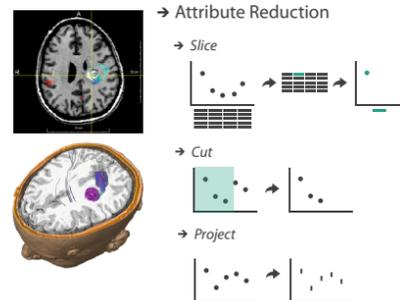 → Attribute Reduction
→ Slice
→ Cut
→ Project
A
R